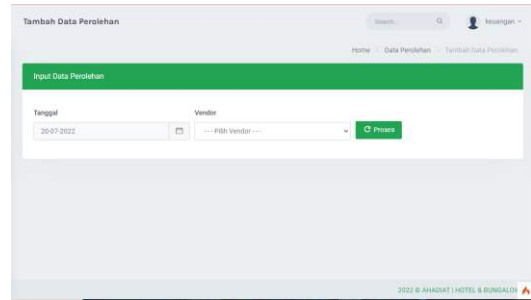 Tambah Data Perolehan
Search...
keuangan
Home Data Perolehan Tambah Data Perolehan
Input Data Perolehan
Tanggal Vendor
20-07-2022 --- Pilih Vendor --- Proses
2022 © AHADIAT | HOTEL & BUNGALOW